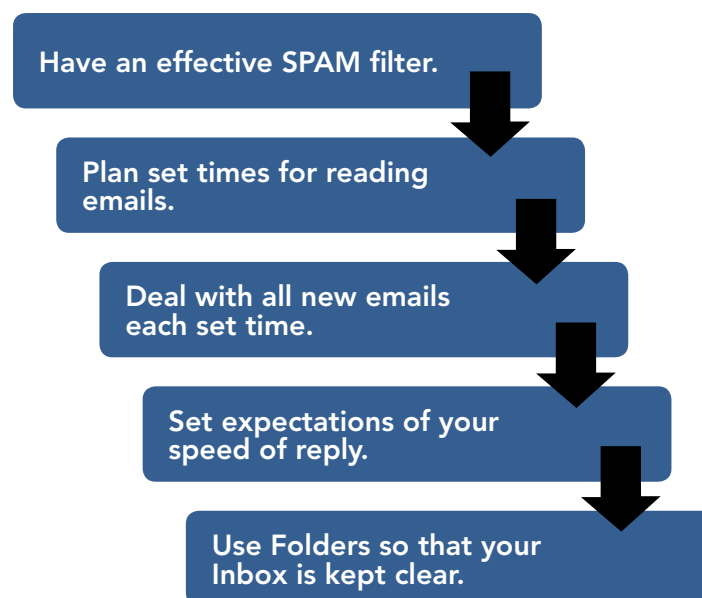 Have an effective SPAM filter.
Plan set times for reading
emails.
Deal with all new emails
each set time.
Set expectations of your
speed of reply.
Use Folders so that your
Inbox is kept clear.